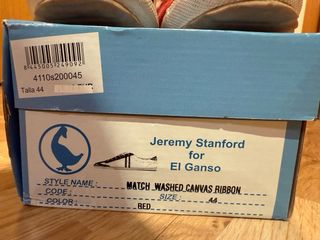 8445003249092
4110s200045
Talla 44
Jeremy Stanford
for
El Ganso
STYLE NAME : MATCH WASHED CANVAS RIBBON
CODE : SIZE : 44
COLOR : RED